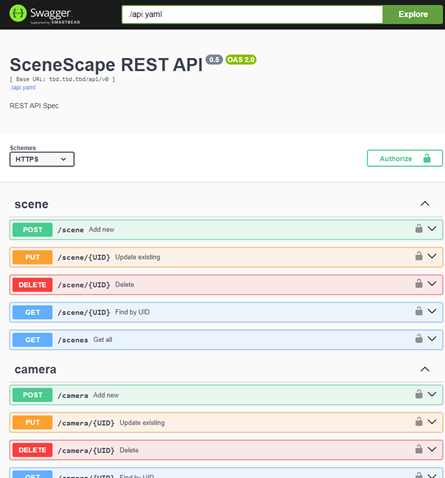 Swagger
Supported by SMARTBEAR
./api.yaml
Explore
SceneScape REST API 0.5 OAS 2.0
[ Base URL: tbd.tbd.tbd/api/v0 ]
./api.yaml
REST API Spec
Schemes
HTTPS
Authorize
scene
POST /scene Add new
PUT /scene/{UID} Update existing
DELETE /scene/{UID} Delete
GET /scene/{UID} Find by UID
GET /scenes Get all
camera
POST /camera Add new
PUT /camera/{UID} Update existing
DELETE /camera/{UID} Delete
GET /camera/{UID} Find by UID